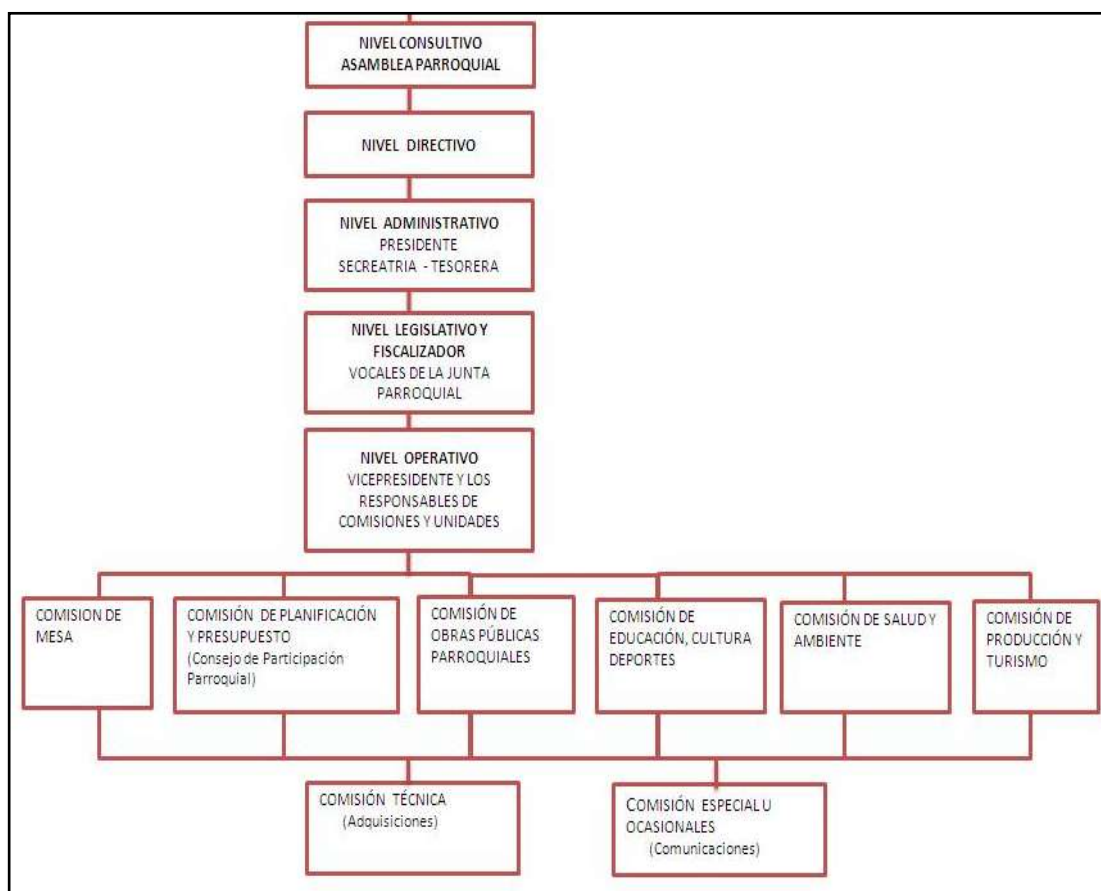 NIVEL CONSULTIVO
ASAMBLEA PARROQUIAL
NIVEL DIRECTIVO
NIVEL ADMINISTRATIVO
PRESIDENTE
SECREATRIA - TESORERA
NIVEL LEGISLATIVO Y
FISCALIZADOR
VOCALES DE LA JUNTA
PARROQUIAL
NIVEL OPERATIVO
VICEPRESIDENTE Y LOS
RESPONSABLES DE
COMISIONES Y UNIDADES
COMISION DE
MESA
COMISIÓN DE PLANIFICACIÓN
Y PRESUPUESTO
(Consejo de Participación
Parroquial)
COMISIÓN DE
OBRAS PÚBLICAS
PARROQUIALES
COMISIÓN DE
EDUCACIÓN, CULTURA
DEPORTES
COMISIÓN DE SALUD Y
AMBIENTE
COMISIÓN DE
PRODUCCIÓN Y
TURISMO
COMISIÓN TÉCNICA
(Adquisiciones)
COMISIÓN ESPECIAL U
OCASIONALES
(Comunicaciones)